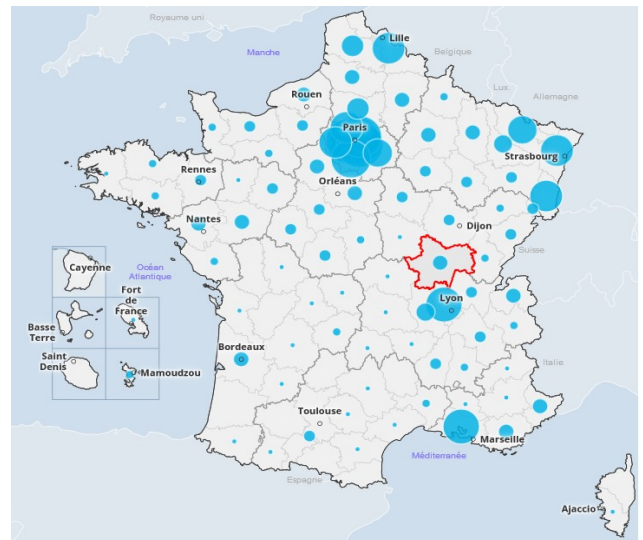 Royaume uni
Lille
Manche
Belgique
Lux.
Allemagne
Rouen
Paris
Strasbourg
Rennes
Orléans
Nantes
Dijon
Suisse
Cayenne
Océan
Atlantique
Fort
de
France
Basse
Terre
Lyon
Saint
Denis
Mamoudzou
Bordeaux
Italie
Toulouse
Marseille
Méditerranée
Espagne
Ajaccio